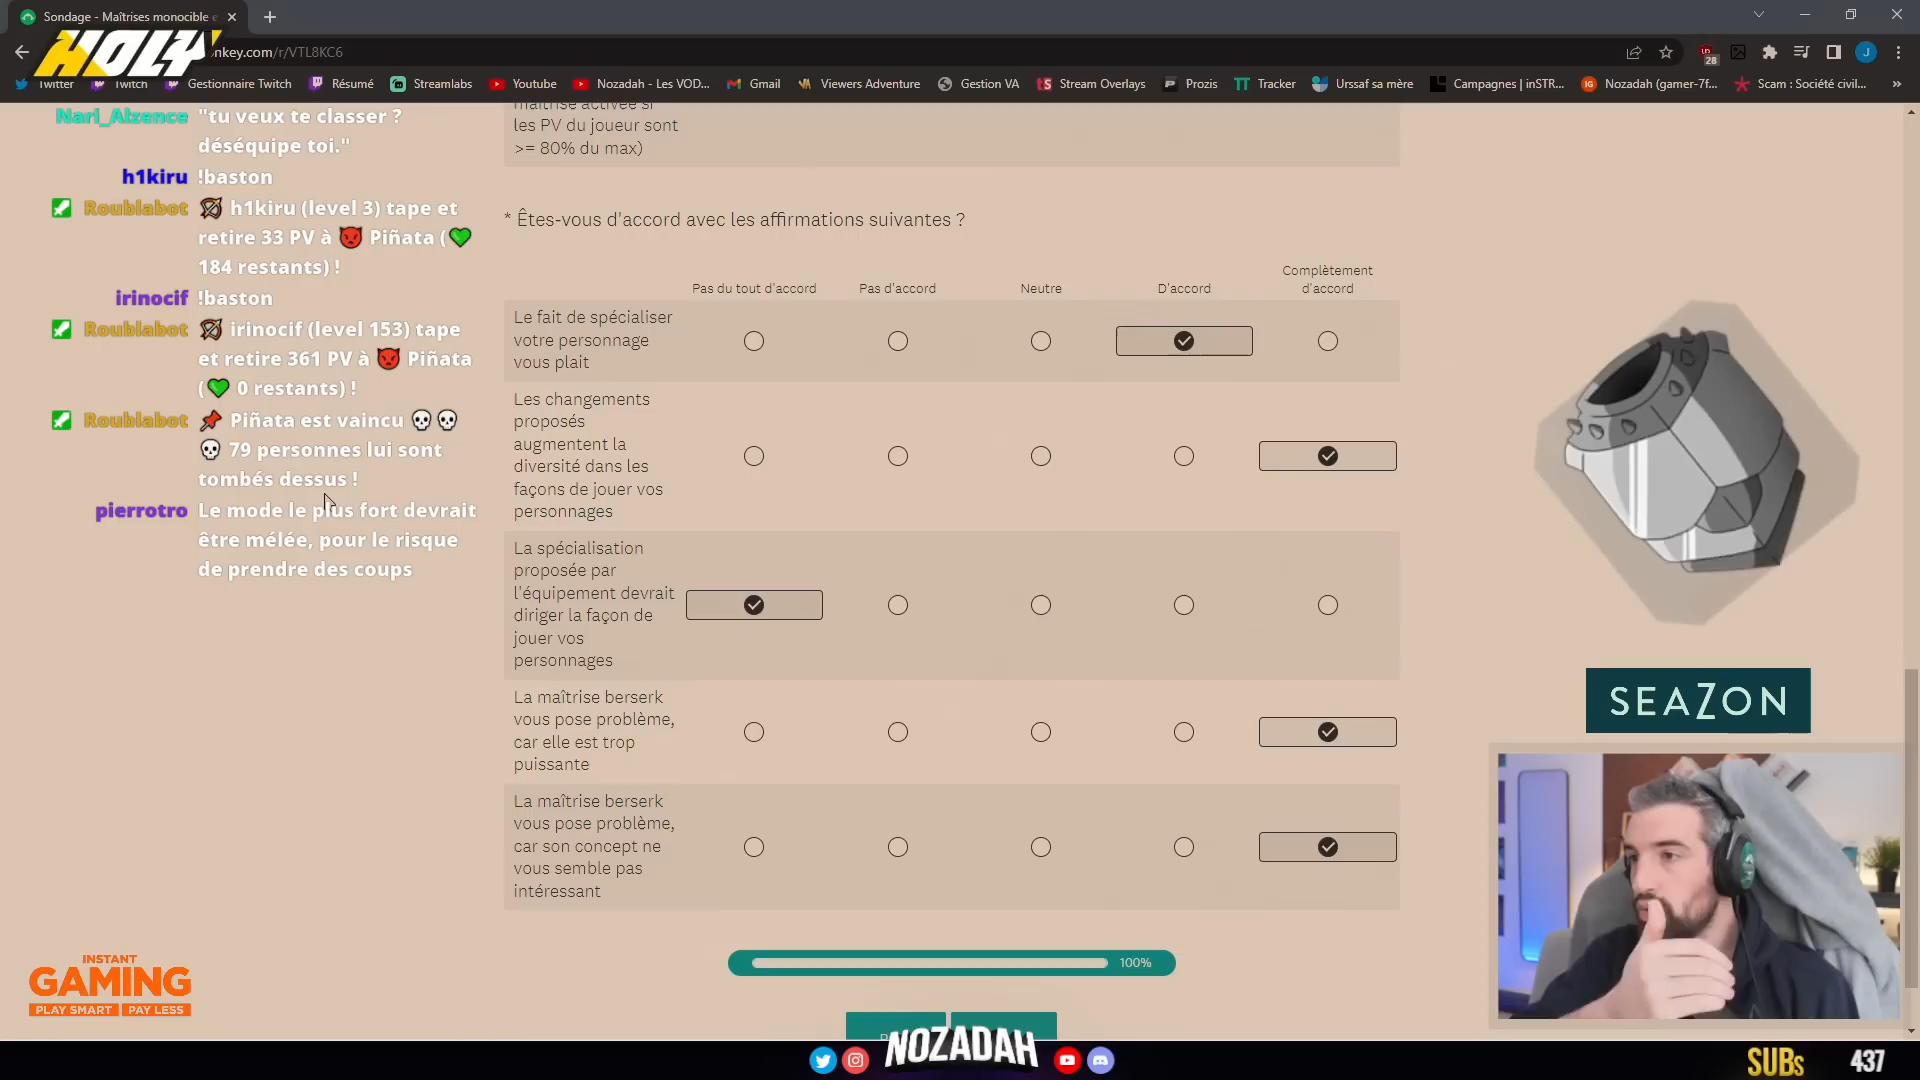 Sondage - Maîtrises monocible e
HOLY
nkey.com/r/VTL8KC6
28
J
Twitter
Twitch
Gestionnaire Twitch
Résumé
Streamlabs
Youtube
Nozadah - Les VOD...
Gmail
Viewers Adventure
Gestion VA
Stream Overlays
Prozis
Tracker
Urssaf sa mère
Campagnes | inSTR...
Nozadah (gamer-7f...
Scam : Société civil...
Nari_Alzence "tu veux te classer ?
déséquipe toi."
h1kiru !baston
Roublabot h1kiru (level 3) tape et
retire 33 PV à Piñata (
184 restants) !
irinocif !baston
Roublabot irinocif (level 153) tape
et retire 361 PV à Piñata
( 0 restants) !
Roublabot Piñata est vaincu
79 personnes lui sont
tombés dessus !
pierrotro Le mode le plus fort devrait
être mélée, pour le risque
de prendre des coups
maîtrise activée si
les PV du joueur sont
>= 80% du max)
* Êtes-vous d'accord avec les affirmations suivantes ?
Pas du tout d'accord
Pas d'accord
Neutre
D'accord
Complètement
d'accord
Le fait de spécialiser
votre personnage
vous plait
Les changements
proposés
augmentent la
diversité dans les
façons de jouer vos
personnages
La spécialisation
proposée par
l'équipement devrait
diriger la façon de
jouer vos
personnages
La maîtrise berserk
vous pose problème,
car elle est trop
puissante
La maîtrise berserk
vous pose problème,
car son concept ne
vous semble pas
intéressant
100%
SEAZON
INSTANT
GAMING
PLAY SMART PAY LESS
NOZADAH
SUBs 437